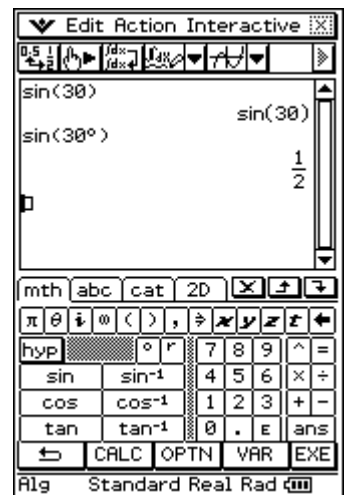 Edit Action Interactive
sin(30)
sin(30)
sin(30°)
1
2
mth abc cat 2D
π θ i ∞ ( ) , ⇒ x y z t ←
hyp ° r 7 8 9 ^ =
sin sin-1 4 5 6 × ÷
cos cos-1 1 2 3 + −
tan tan-1 0 . E ans
CALC OPTN VAR EXE
Alg Standard Real Rad